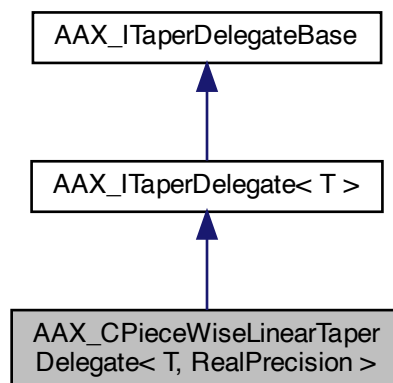 AAX_ITaperDelegateBase
AAX_ITaperDelegate< T >
AAX_CPieceWiseLinearTaper
Delegate< T, RealPrecision >